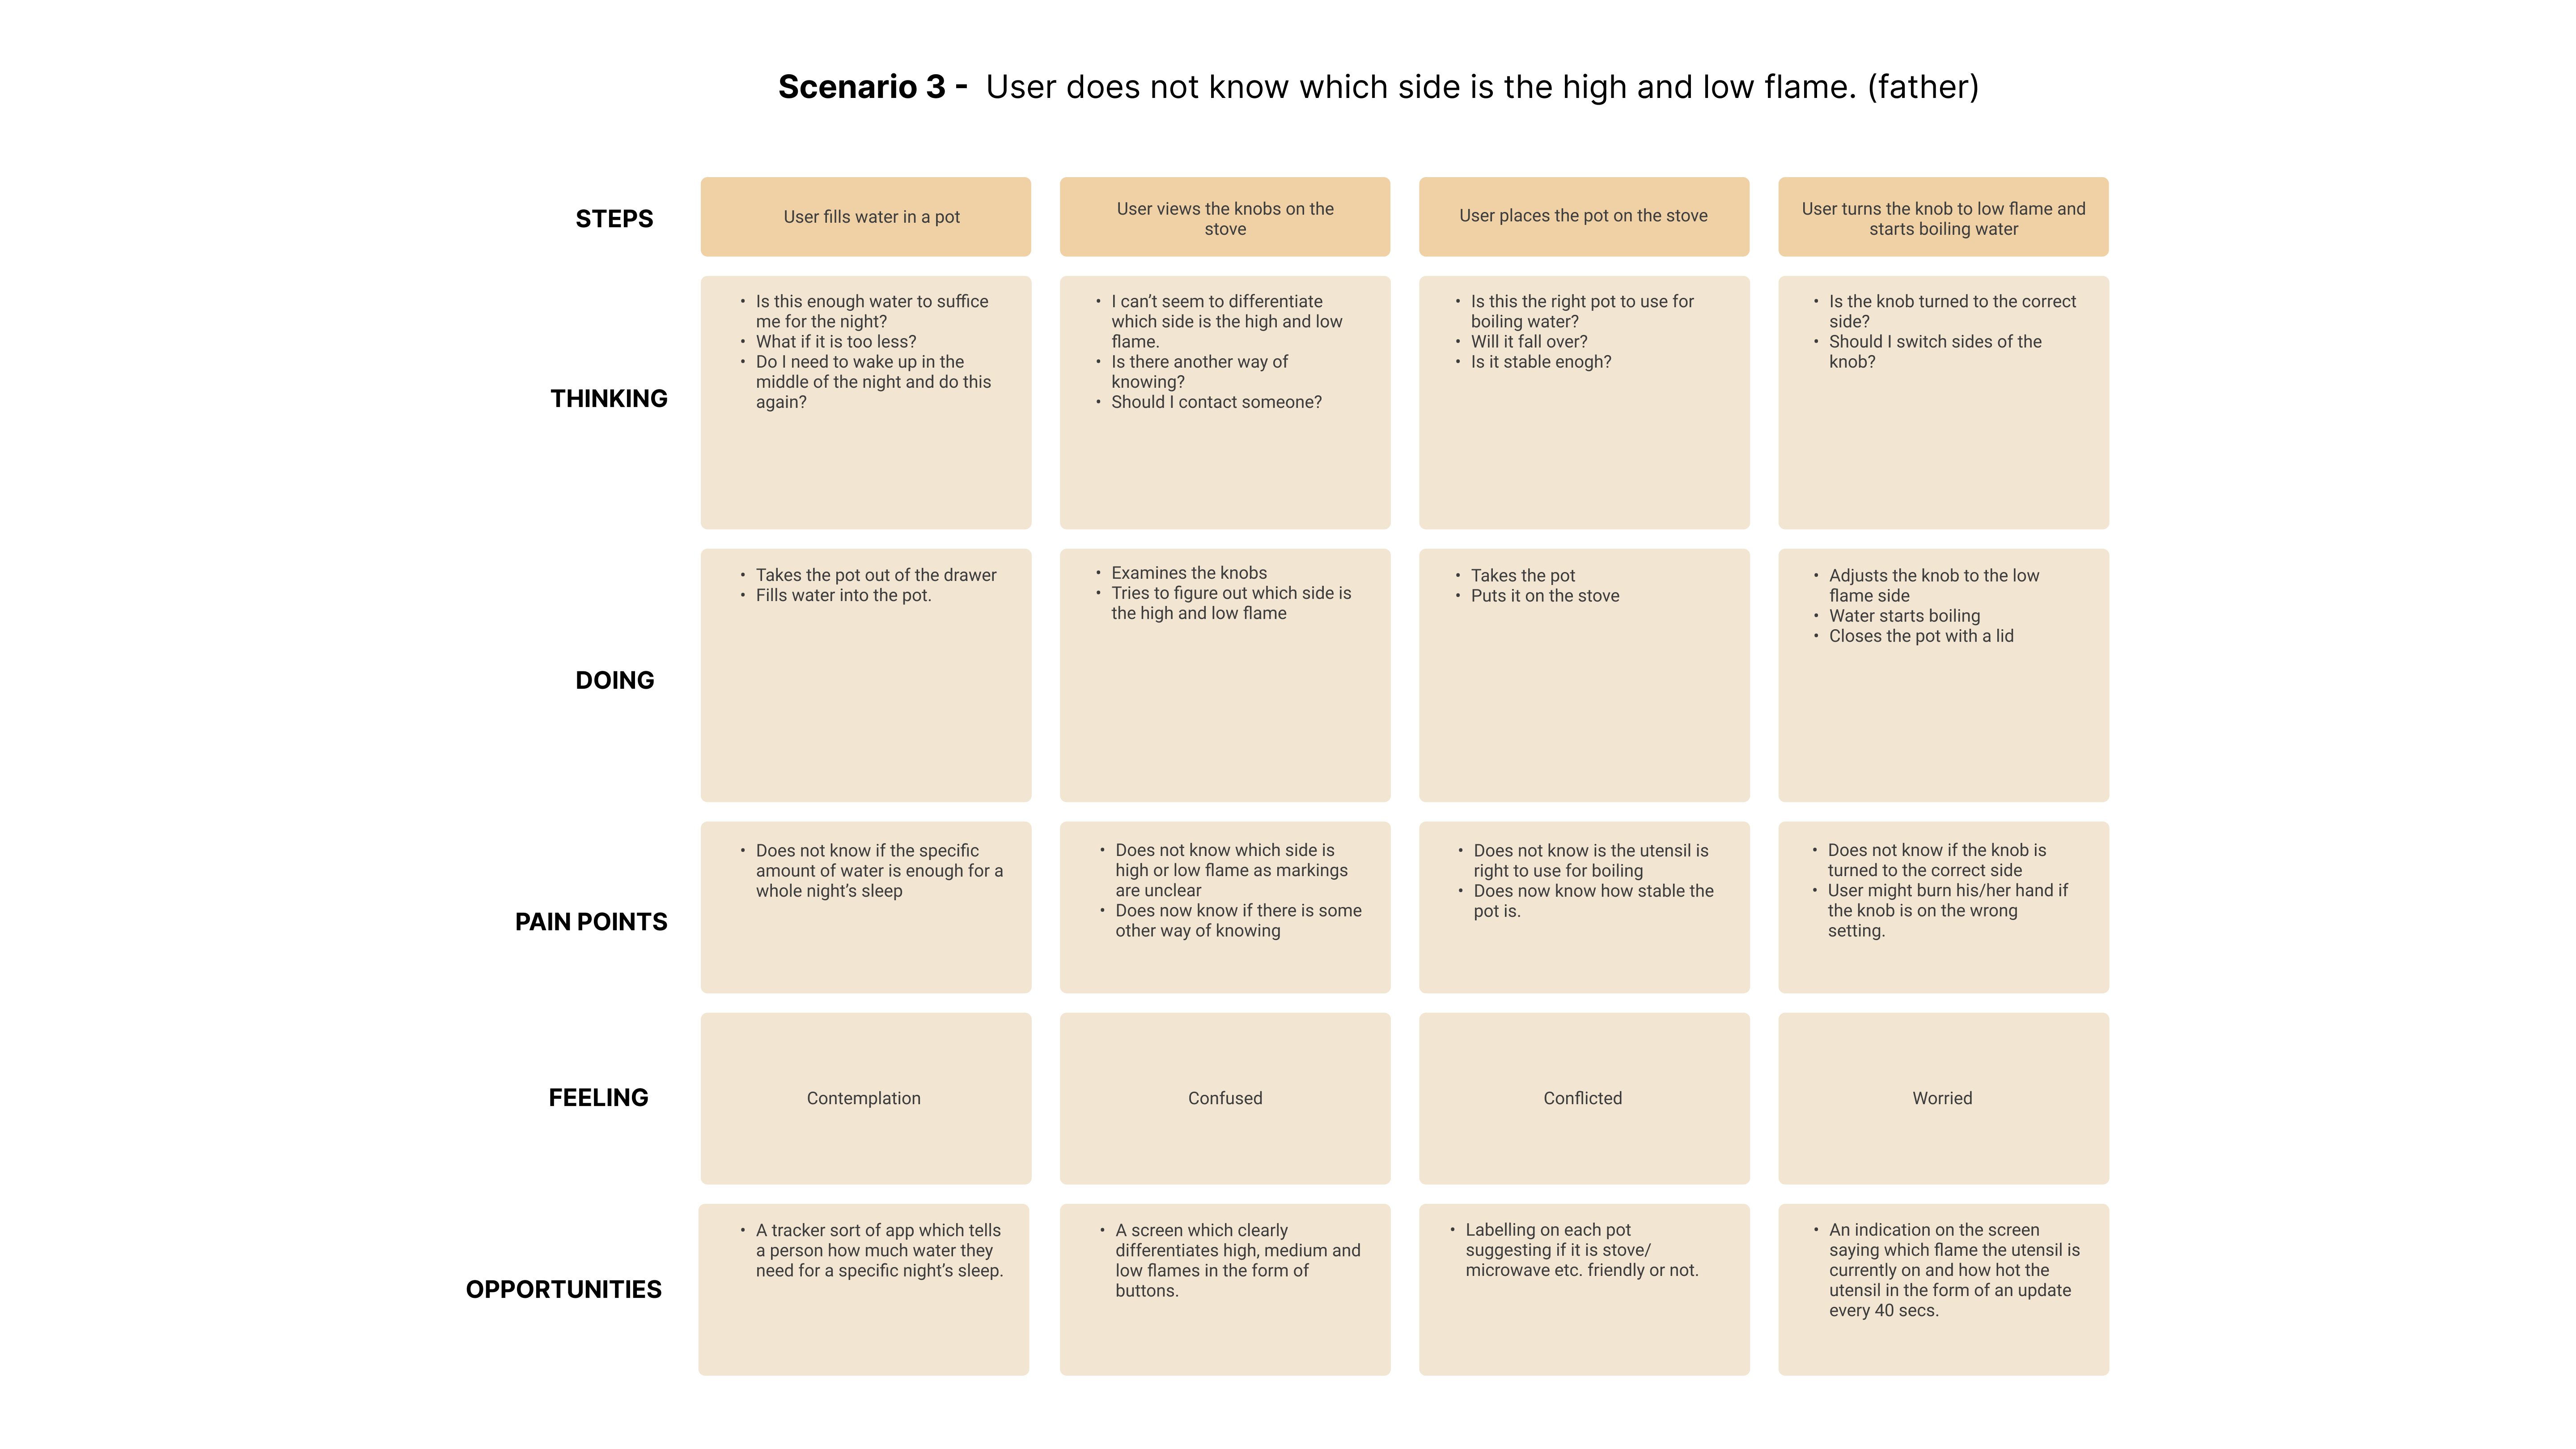 Scenario 3 - User does not know which side is the high and low flame. (father)
STEPS
User fills water in a pot
User views the knobs on the
stove
User places the pot on the stove
User turns the knob to low flame and
starts boiling water
THINKING
• Is this enough water to suffice
me for the night?
• What if it is too less?
• Do I need to wake up in the
middle of the night and do this
again?
• I can’t seem to differentiate
which side is the high and low
flame.
• Is there another way of
knowing?
• Should I contact someone?
• Is this the right pot to use for
boiling water?
• Will it fall over?
• Is it stable enogh?
• Is the knob turned to the correct
side?
• Should I switch sides of the
knob?
DOING
• Takes the pot out of the drawer
• Fills water into the pot.
• Examines the knobs
• Tries to figure out which side is
the high and low flame
• Takes the pot
• Puts it on the stove
• Adjusts the knob to the low
flame side
• Water starts boiling
• Closes the pot with a lid
PAIN POINTS
• Does not know if the specific
amount of water is enough for a
whole night’s sleep
• Does not know which side is
high or low flame as markings
are unclear
• Does now know if there is some
other way of knowing
• Does not know is the utensil is
right to use for boiling
• Does now know how stable the
pot is.
• Does not know if the knob is
turned to the correct side
• User might burn his/her hand if
the knob is on the wrong
setting.
FEELING
Contemplation
Confused
Conflicted
Worried
OPPORTUNITIES
• A tracker sort of app which tells
a person how much water they
need for a specific night’s sleep.
• A screen which clearly
differentiates high, medium and
low flames in the form of
buttons.
• Labelling on each pot
suggesting if it is stove/
microwave etc. friendly or not.
• An indication on the screen
saying which flame the utensil is
currently on and how hot the
utensil in the form of an update
every 40 secs.